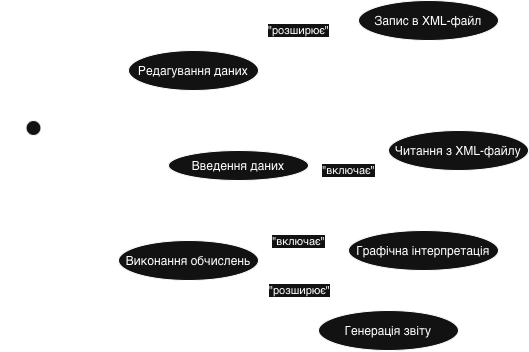 Запис в XML-файл
"розширює"
Редагування даних
Читання з XML-файлу
Введення даних
"включає"
"включає"
Графічна інтерпретація
Виконання обчислень
"розширює"
Генерація звіту